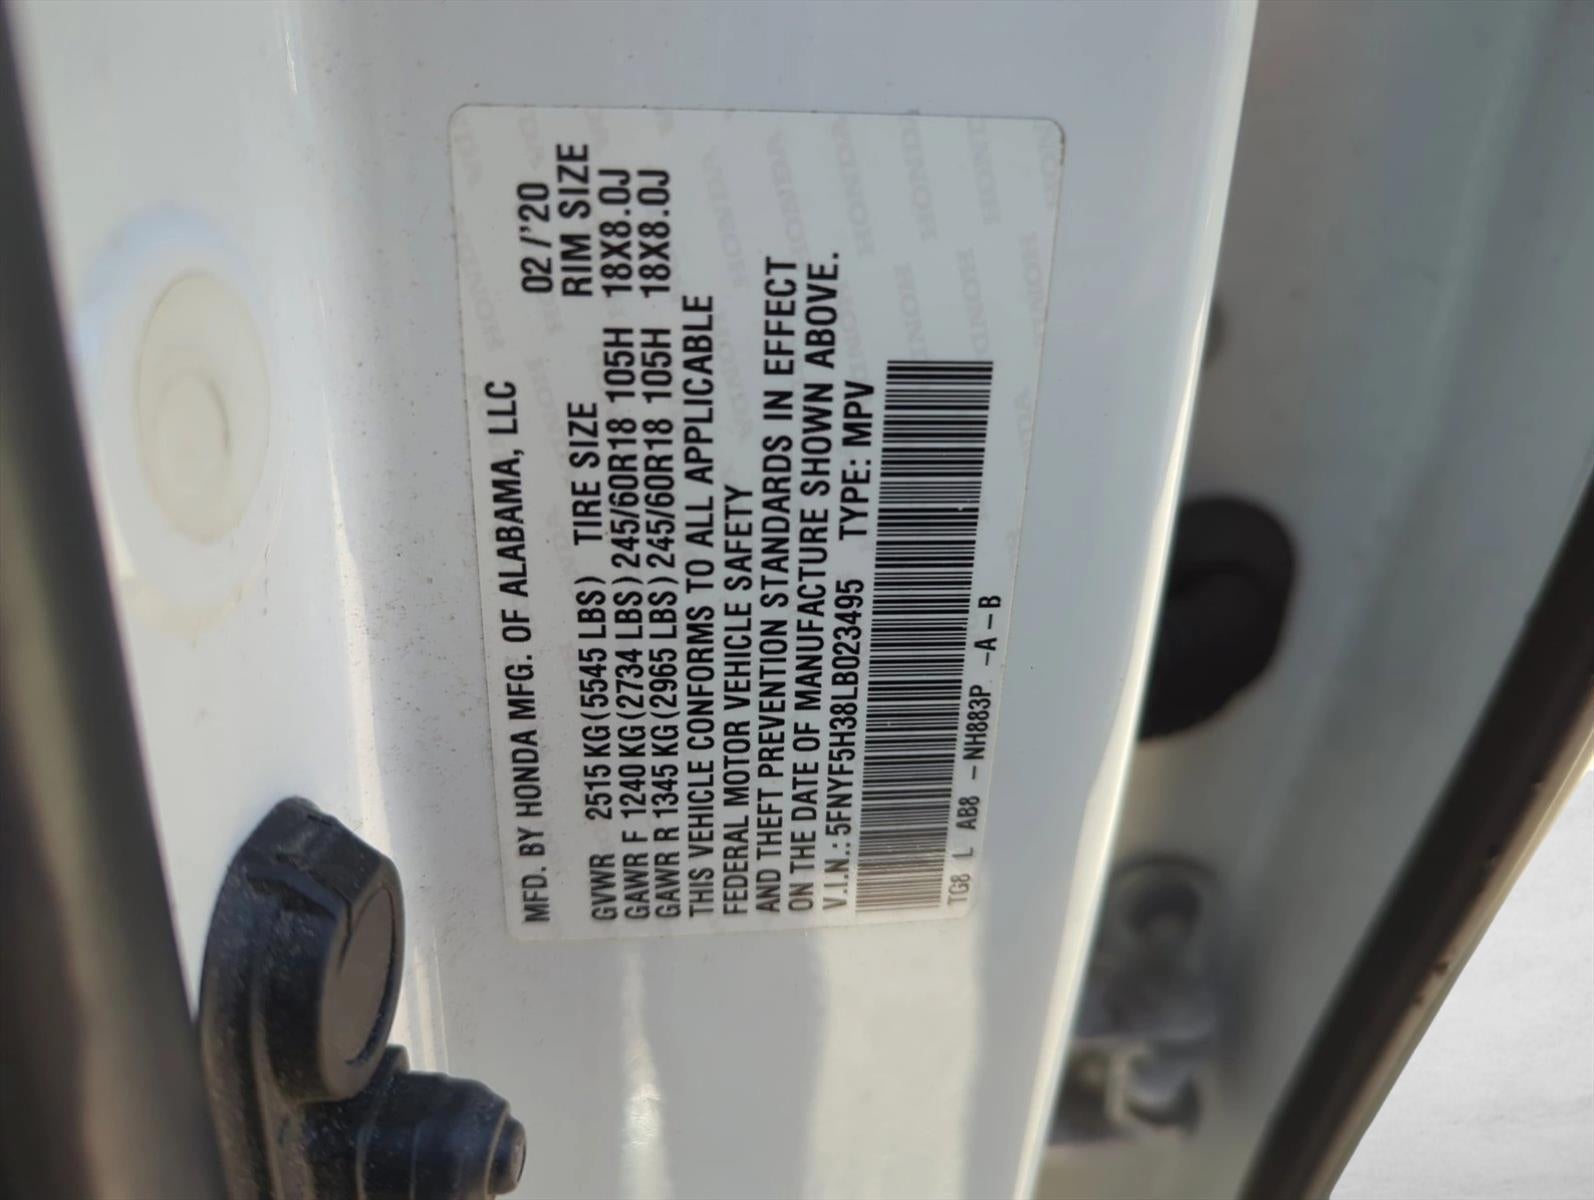 MFD. BY HONDA MFG. OF ALABAMA, LLC 02/'20
GVWR 2515 KG(5545 LBS) TIRE SIZE RIM SIZE
GAWR F 1240 KG(2734 LBS) 245/60R18 105H 18X8.0J
GAWR R 1345 KG(2965 LBS) 245/60R18 105H 18X8.0J
THIS VEHICLE CONFORMS TO ALL APPLICABLE
FEDERAL MOTOR VEHICLE SAFETY
AND THEFT PREVENTION STANDARDS IN EFFECT
ON THE DATE OF MANUFACTURE SHOWN ABOVE.
V.I.N.: 5FNYF5H38LB023495 TYPE: MPV
TG8 L AB8 -NH883P -A-B